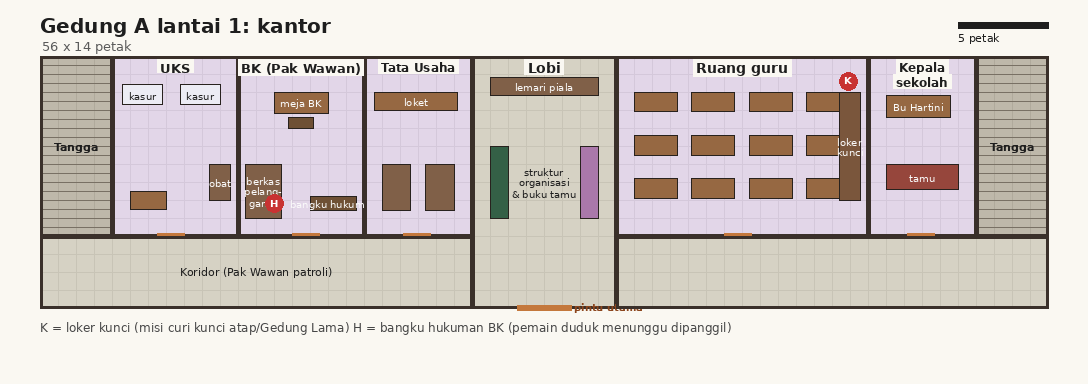 Gedung A lantai 1: kantor
56 x 14 petak
5 petak
UKS
BK (Pak Wawan)
Tata Usaha
Lobi
Ruang guru
Kepala
sekolah
kasur
kasur
meja BK
loket
lemari piala
K
Bu Hartini
Tangga
obat
berkas
pelang-
gar
H
bangku hukum
struktur
organisasi
& buku tamu
loker
kunci
tamu
Tangga
Koridor (Pak Wawan patroli)
pintu utama
K = loker kunci (misi curi kunci atap/Gedung Lama) H = bangku hukuman BK (pemain duduk menunggu dipanggil)